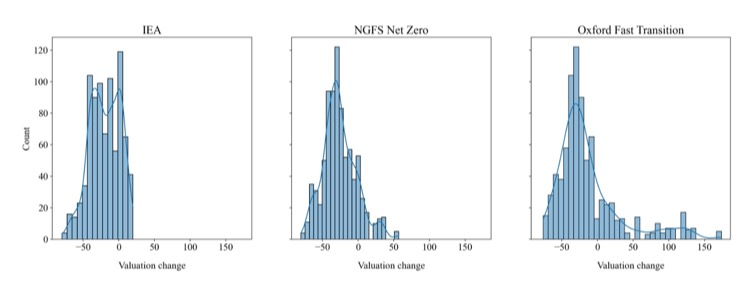 IEA
NGFS Net Zero
Oxford Fast Transition
120
100
80
60
40
20
0
Count
−50 0 50 100 150
−50 0 50 100 150
−50 0 50 100 150
Valuation change
Valuation change
Valuation change